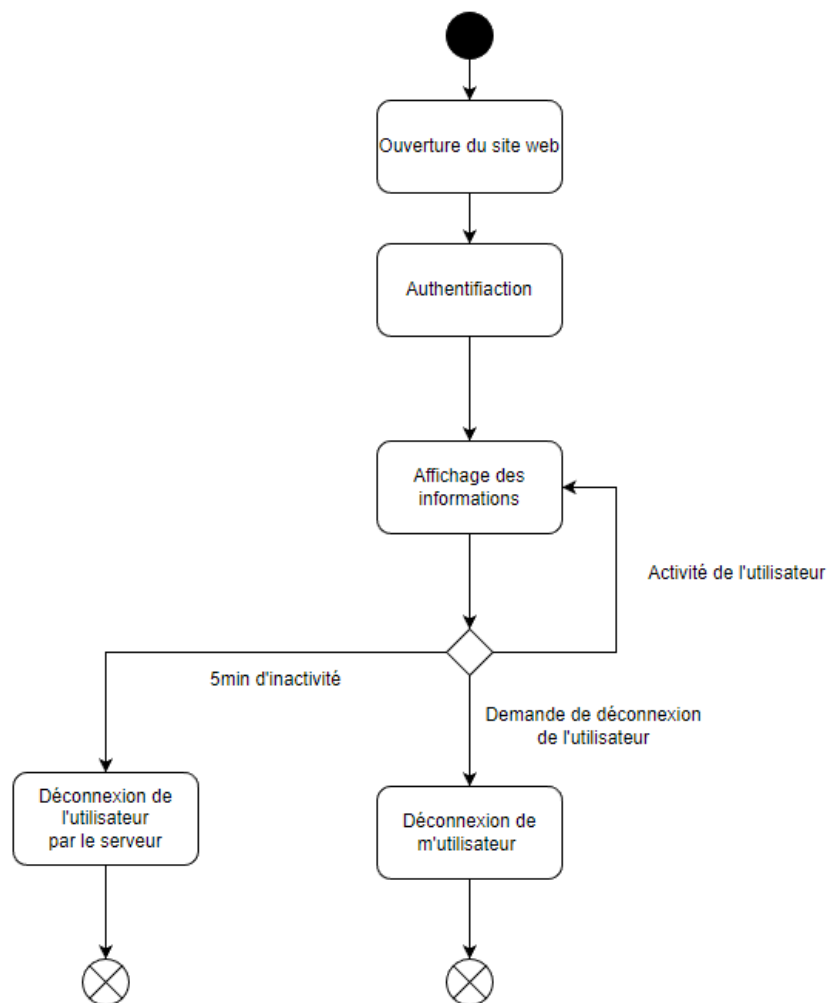 Ouverture du site web
Authentifiaction
Affichage des
informations
Activité de l'utilisateur
5min d'inactivité
Demande de déconnexion
de l'utilisateur
Déconnexion de
l'utilisateur
par le serveur
Déconnexion de
m'utilisateur